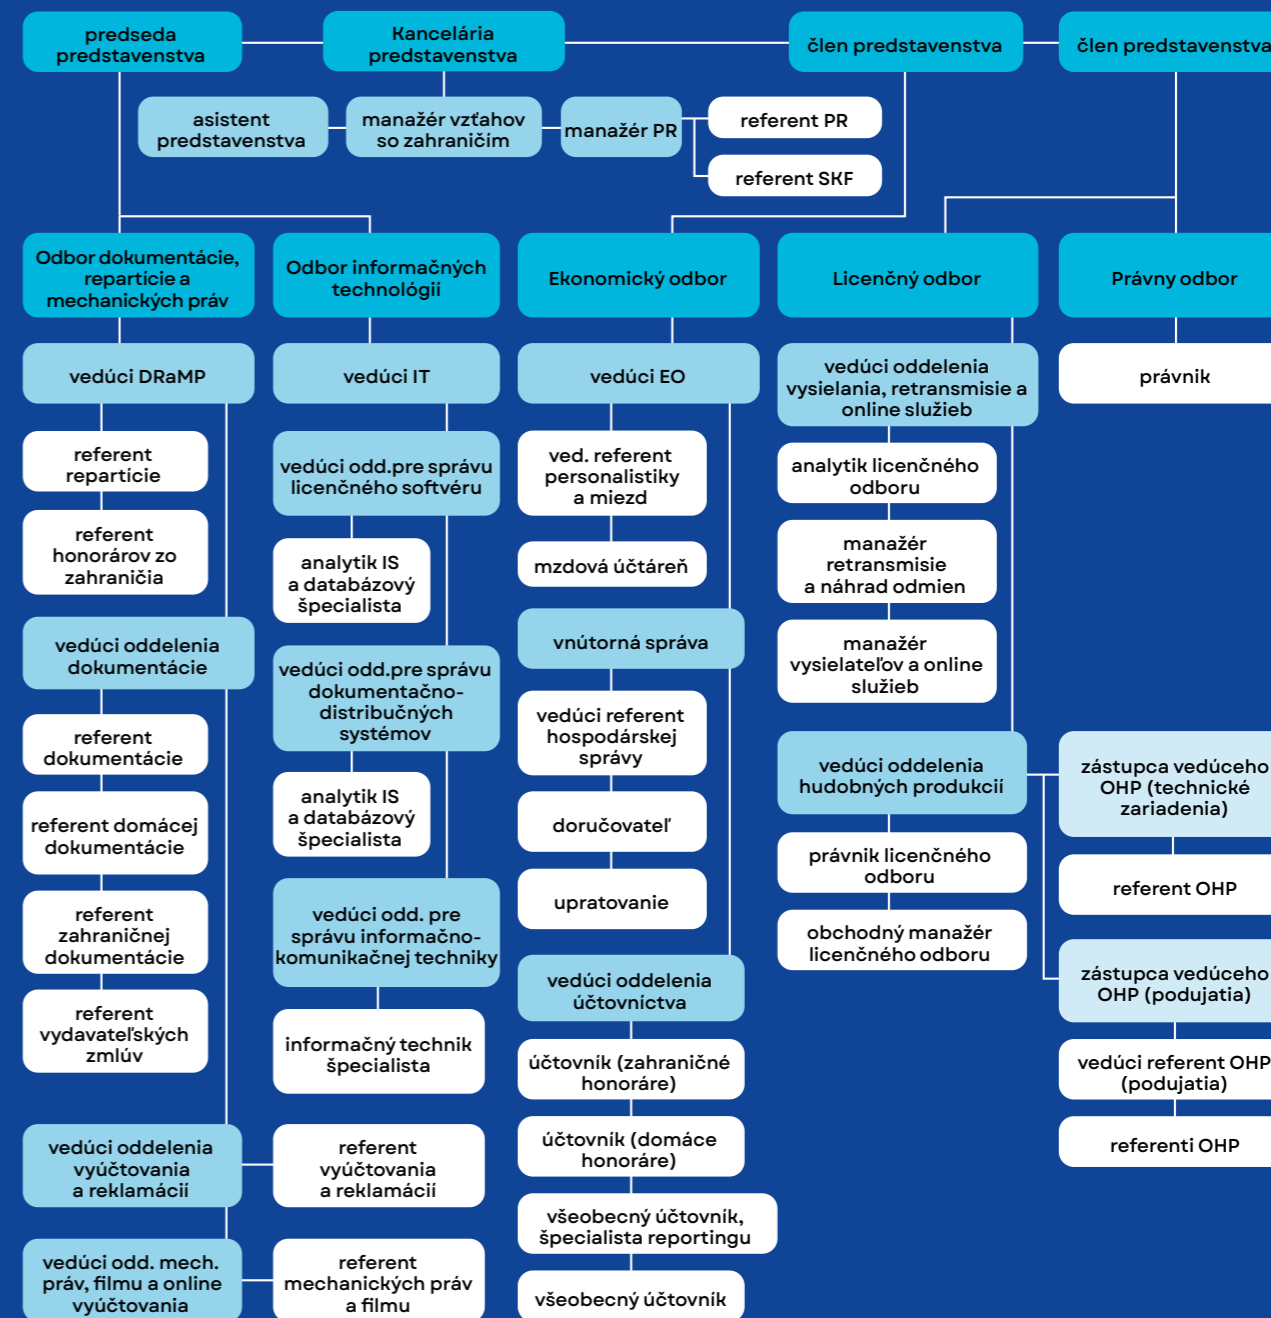 predseda
predstavenstva
Kancelária
predstavenstva
člen predstavenstva
člen predstavenstva
asistent
predstavenstva
manažér vzťahov
so zahraničím
manažér PR
referent PR
referent SKF
Odbor dokumentácie,
repartície a
mechanických práv
Odbor informačných
technológií
Ekonomický odbor
Licenčný odbor
Právny odbor
vedúci DRaMP
referent
repartície
referent
honorárov zo
zahraničia
vedúci oddelenia
dokumentácie
referent
dokumentácie
referent domácej
dokumentácie
referent
zahraničnej
dokumentácie
referent
vydavateľských
zmlúv
vedúci oddelenia
vyúčtovania
a reklamácií
referent
vyúčtovania
a reklamácií
vedúci odd. mech.
práv, filmu a online
vyúčtovania
referent
mechanických práv
a filmu
vedúci IT
vedúci odd.pre správu
licenčného softvéru
analytik IS
a databázový
špecialista
vedúci odd.pre správu
dokumentačno-
distribučných
systémov
analytik IS
a databázový
špecialista
vedúci odd. pre
správu informačno-
komunikačnej techniky
informačný technik
špecialista
vedúci EO
ved. referent
personalistiky
a miezd
mzdová účtáreň
vnútorná správa
vedúci referent
hospodárskej
správy
doručovateľ
upratovanie
vedúci oddelenia
účtovníctva
účtovník (zahraničné
honoráre)
účtovník (domáce
honoráre)
všeobecný účtovník,
špecialista reportingu
všeobecný účtovník
vedúci oddelenia
vysielania, retransmisie a
online služieb
analytik licenčného
odboru
manažér
retransmisie
a náhrad odmien
manažér
vysielateľov a online
služieb
vedúci oddelenia
hudobných produkcií
právnik licenčného
odboru
obchodný manažér
licenčného odboru
právnik
zástupca vedúceho
OHP (technické
zariadenia)
referent OHP
zástupca vedúceho
OHP (podujatia)
vedúci referent OHP
(podujatia)
referenti OHP